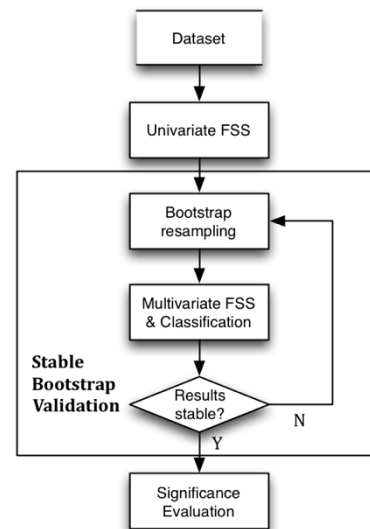 Dataset
Univariate FSS
Bootstrap
resampling
Multivariate FSS
& Classification
Stable
Bootstrap
Validation
Results
stable?
N
Y
Significance
Evaluation